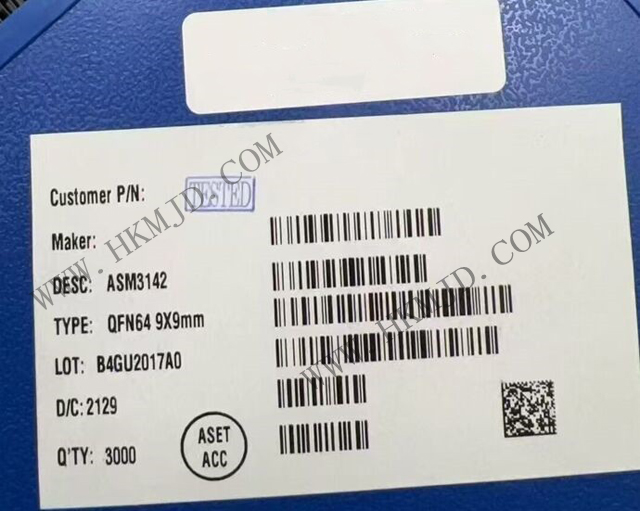 Customer P/N:
TESTED
Maker:
DESC: ASM3142
TYPE: QFN64 9X9mm
LOT: B4GU2017A0
D/C: 2129
Q'TY: 3000
ASET
ACC
WWW.HKMJD.COM
WWW.HKMJD.COM